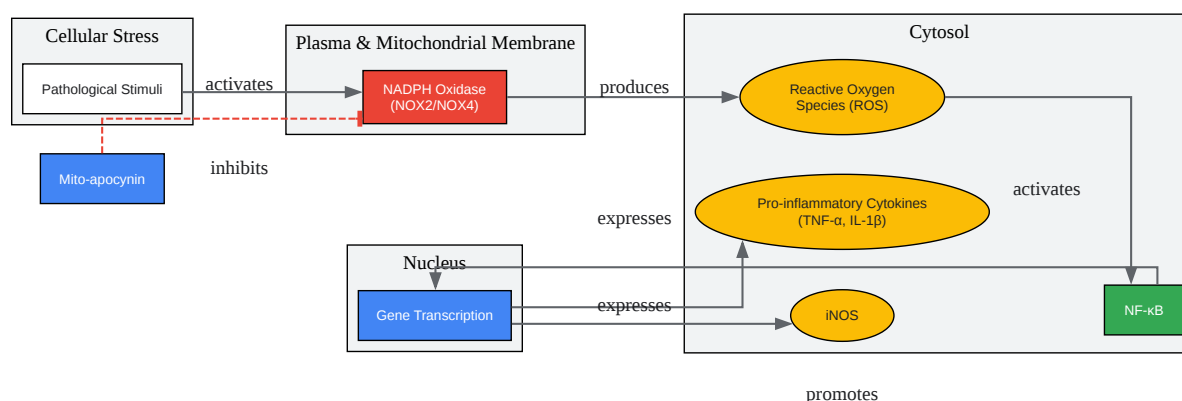 Cellular Stress
Pathological Stimuli
activates
Plasma & Mitochondrial Membrane
NADPH Oxidase
(NOX2/NOX4)
produces
Cytosol
Reactive Oxygen
Species (ROS)
Mito-apocynin
inhibits
expresses
Pro-inflammatory Cytokines
(TNF-α, IL-1β)
activates
Nucleus
Gene Transcription
expresses
iNOS
NF-κB
promotes